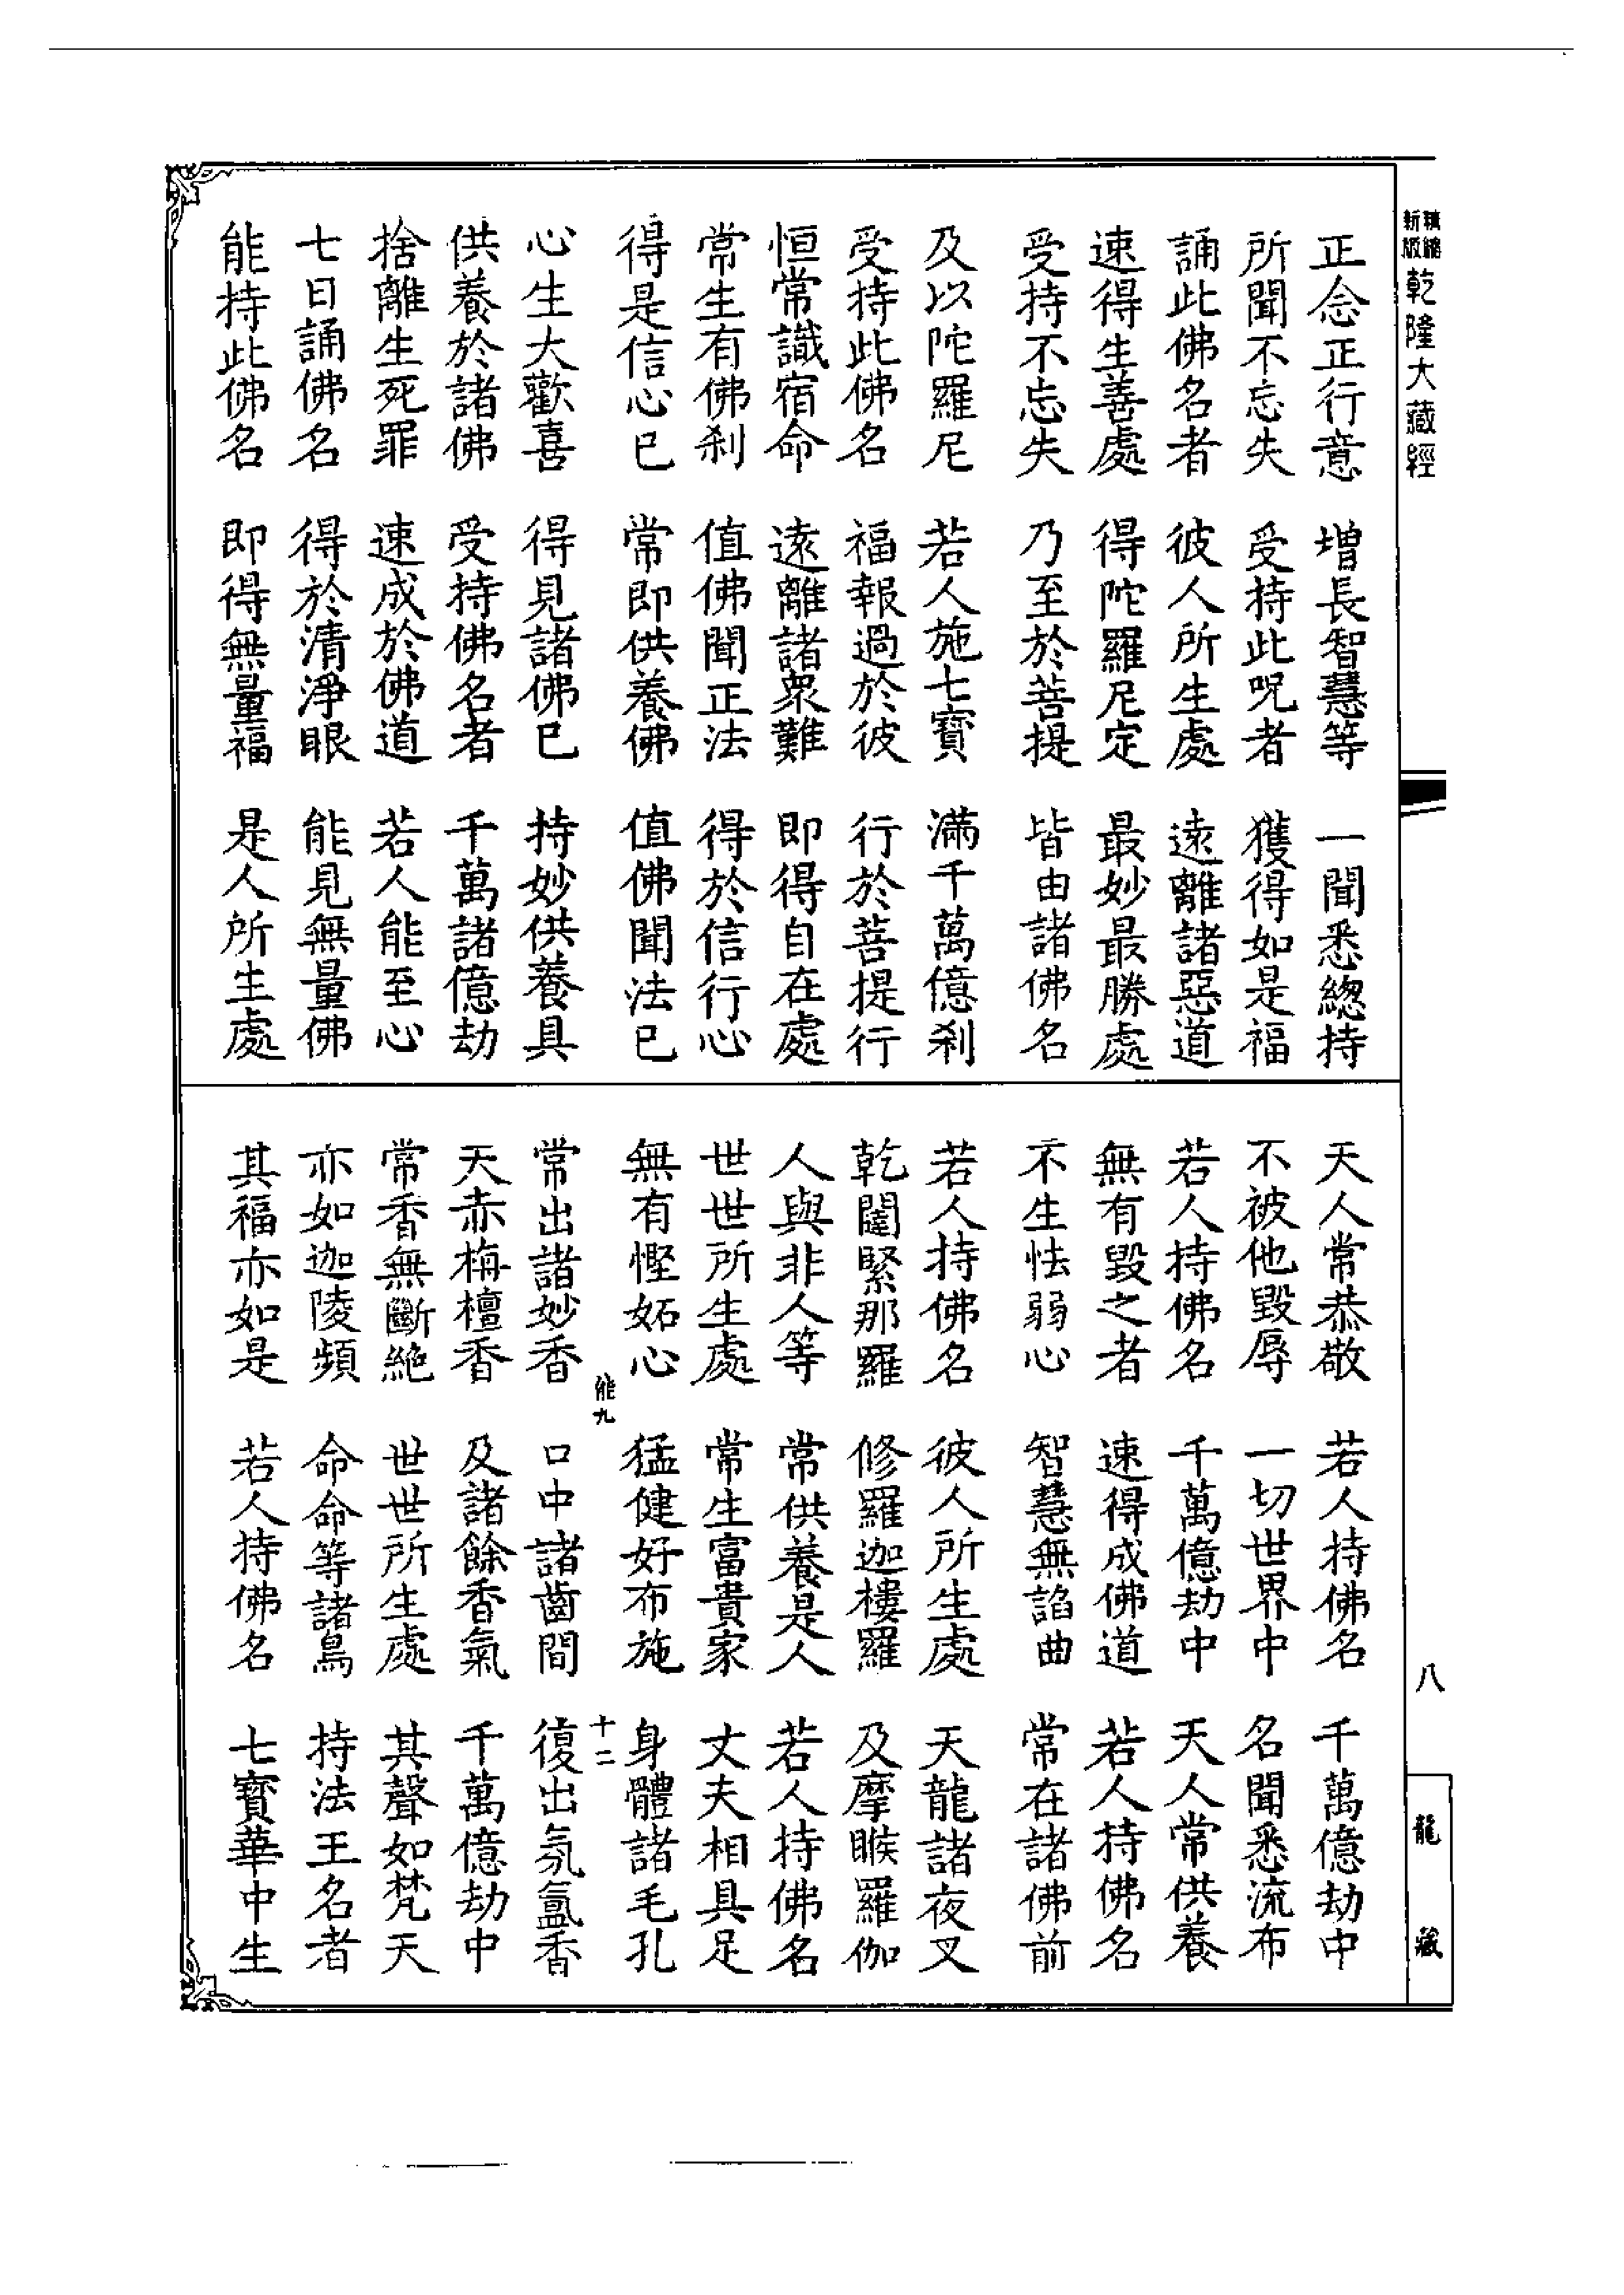 新版
精縮
乾隆大藏經
正念正行意　增長智慧等　一聞悉總持
所聞不忘失　受持此呪者　獲得如是福
誦此佛名者　彼人所生處　遠離諸惡道
速得生善處　得陀羅尼定　最妙最勝處
受持不忘失　乃至於菩提　皆由諸佛名
及以陀羅尼　若人施七寶　滿千萬億剎
受持此佛名　福報過於彼　行於菩提行
恒常識宿命　遠離諸衆難　即得自在處
常生有佛剎　值佛聞正法　得於信行心
得是信心已　常即供養佛　值佛聞法已
心生大歡喜　得見諸佛已　持妙供養具
供養於諸佛　受持佛名者　千萬諸億劫
捨離生死罪　速成於佛道　若人能至心
七日誦佛名　得於清淨眼　能見無量佛
能持此佛名　即得無量福　是人所生處
天人常恭敬　若人持佛名　千萬億劫中
不被他毀辱　一切世界中　名聞悉流布
若人持佛名　千萬億劫中　天人常供養
無有毀之者　速得成佛道　若人持佛名
不生怯弱心　智慧無諂曲　常在諸佛前
若人持佛名　彼人所生處　天龍諸夜叉
乾闥緊那羅　修羅迦樓羅　及摩睺羅伽
人與非人等　常供養是人　若人持佛名
世世所生處　常生富貴家　丈夫相具足
無有慳妬心　猛健好布施　身體諸毛孔
能九　十二
常出諸妙香　口中諸齒間　復出氛氳香
天赤栴檀香　及諸餘香氣　千萬億劫中
常香無斷絕　世世所生處　其聲如梵天
亦如迦陵頻　命命等諸鳥　持法王名者
其福亦如是　若人持佛名　七寶華中生
八
龍藏